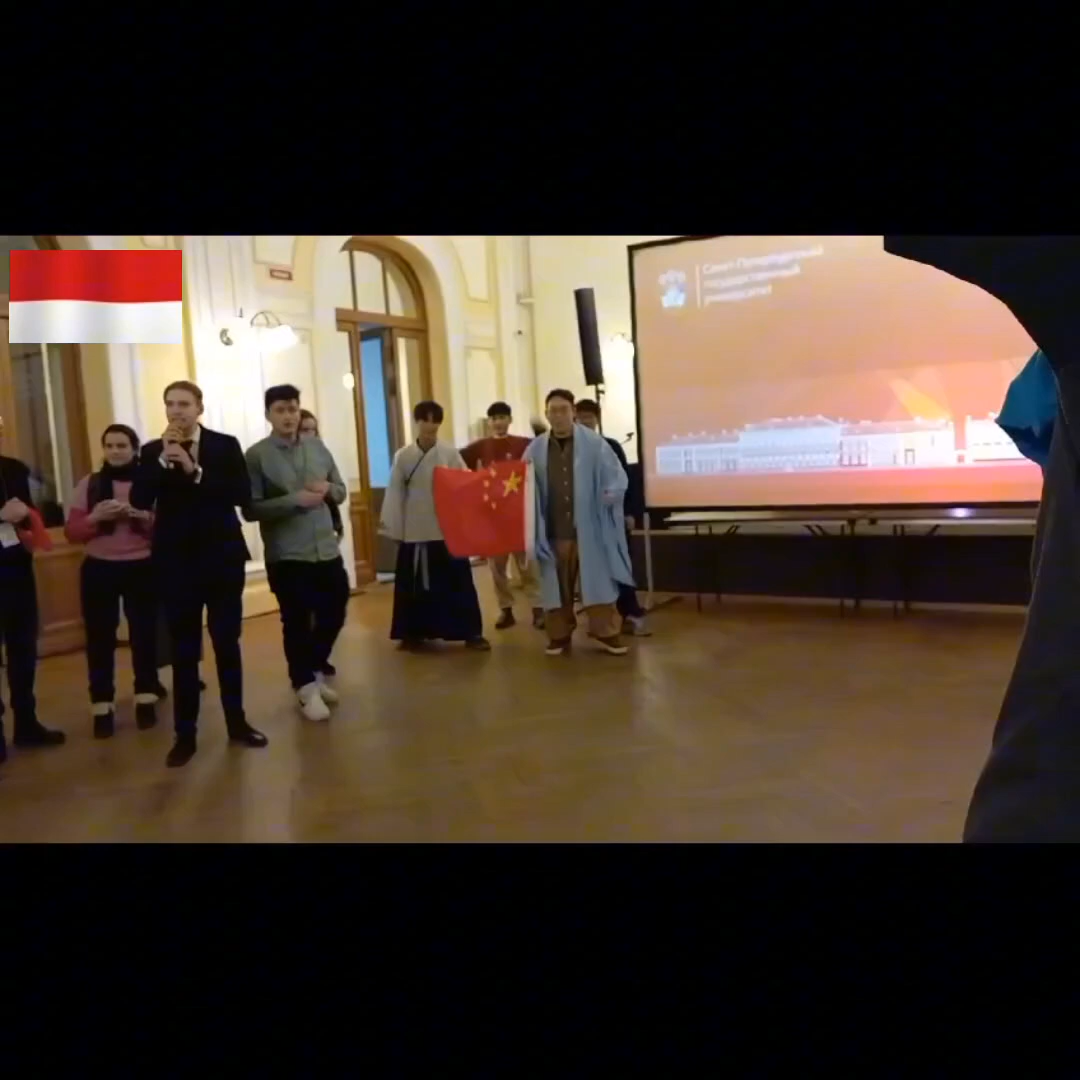 Санкт-Петербургский
государственный
университет